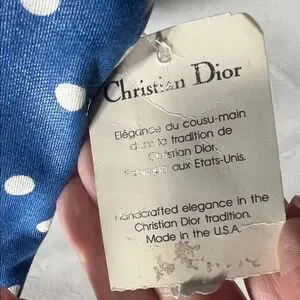 Christian Dior
Elégance du cousu-main
dans la tradition de
Christian Dior.
aux Etats-Unis.
Handcrafted elegance in the
Christian Dior tradition.
Made in the U.S.A.